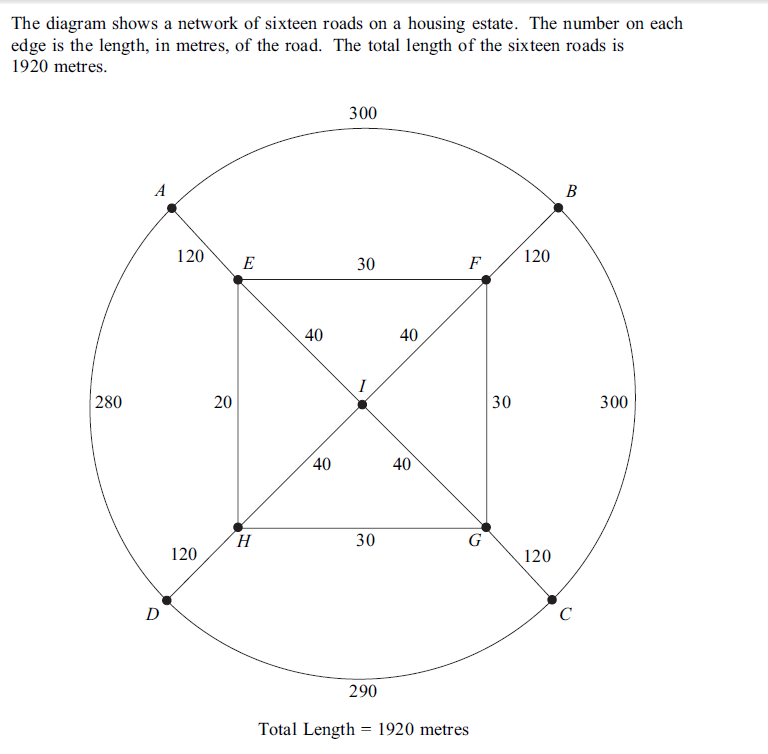 The diagram shows a network of sixteen roads on a housing estate. The number on each
edge is the length, in metres, of the road. The total length of the sixteen roads is
1920 metres.
300
A
B
120
E
30
F
120
40
40
I
280
20
30
300
40
40
H
30
G
120
120
D
C
290
Total Length = 1920 metres